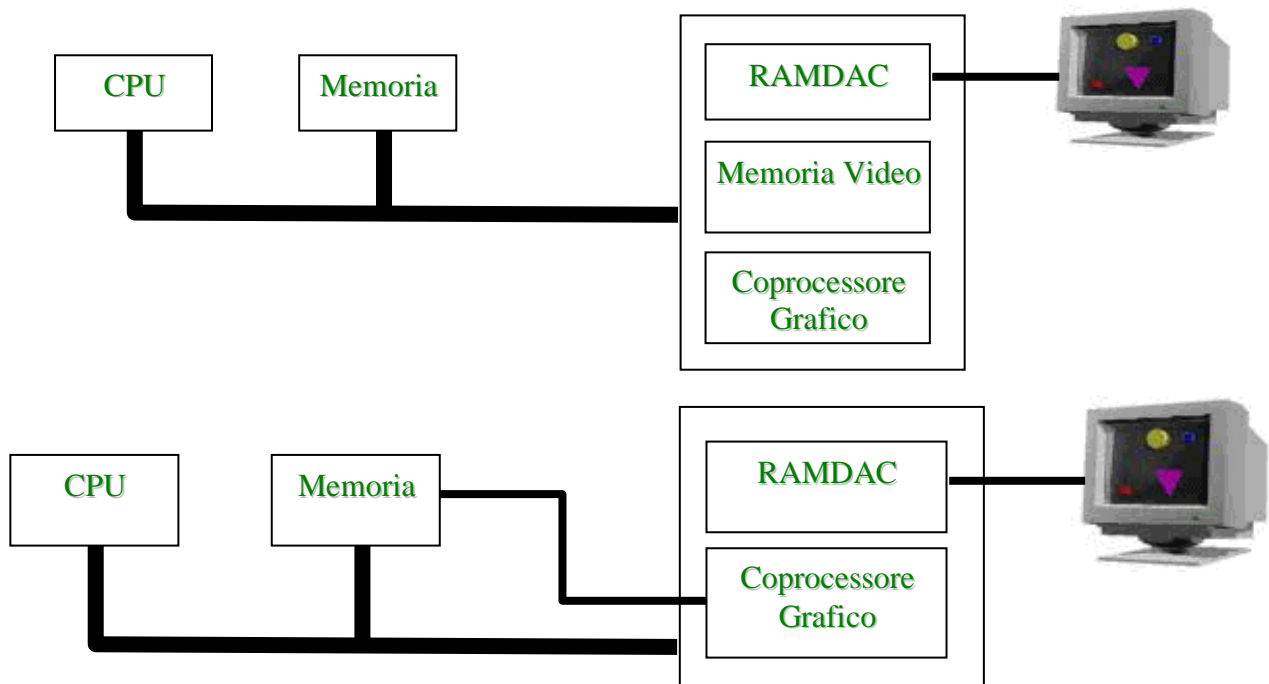 CPU
Memoria
RAMDAC
Memoria Video
Coprocessore
Grafico
CPU
Memoria
RAMDAC
Coprocessore
Grafico